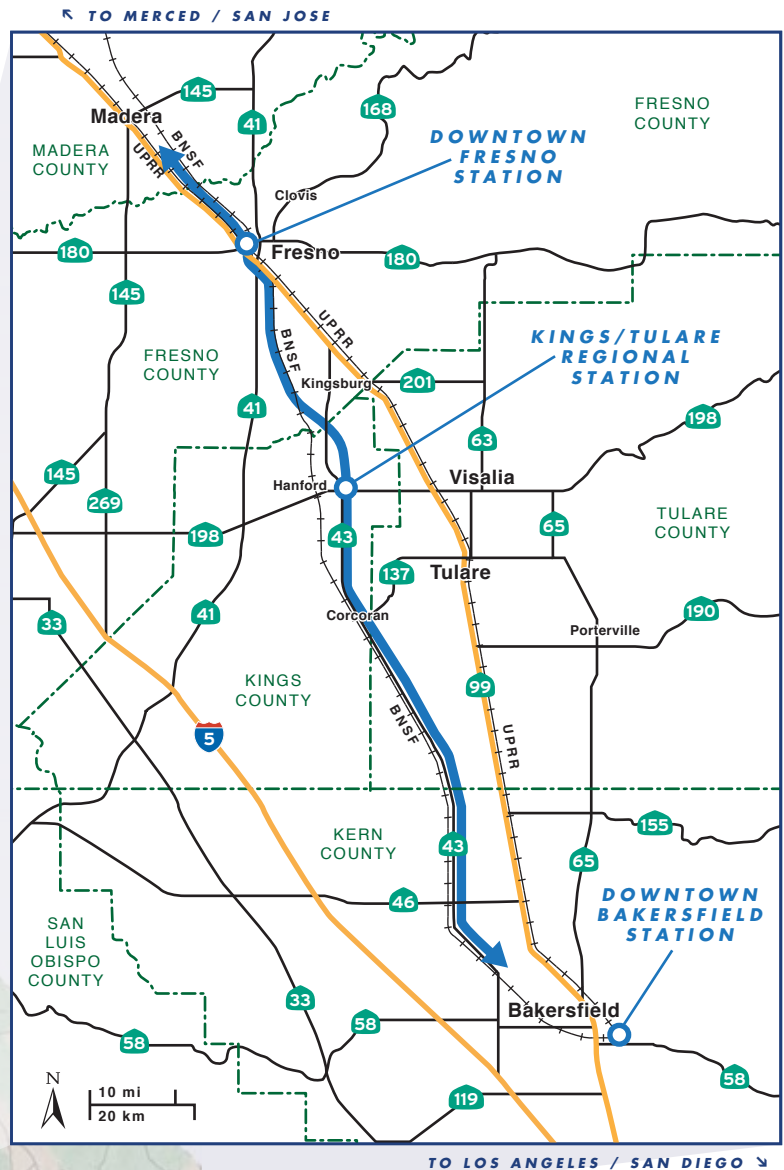 TO MERCED / SAN JOSE
145
Madera
41
168
FRESNO
COUNTY
BNSF
UPRR
DOWNTOWN
FRESNO
STATION
MADERA
COUNTY
Clovis
180
Fresno
180
145
UPRR
BNSF
KINGS/TULARE
REGIONAL
STATION
FRESNO
COUNTY
Kingsburg
201
41
63
198
145
269
Hanford
Visalia
198
43
65
TULARE
COUNTY
137
Tulare
33
41
Corcoran
190
Porterville
KINGS
COUNTY
99
BNSF
UPRR
5
155
KERN
COUNTY
43
65
46
DOWNTOWN
BAKERSFIELD
STATION
SAN
LUIS
OBISPO
COUNTY
33
58
Bakersfield
58
58
N
10 mi
20 km
119
TO LOS ANGELES / SAN DIEGO